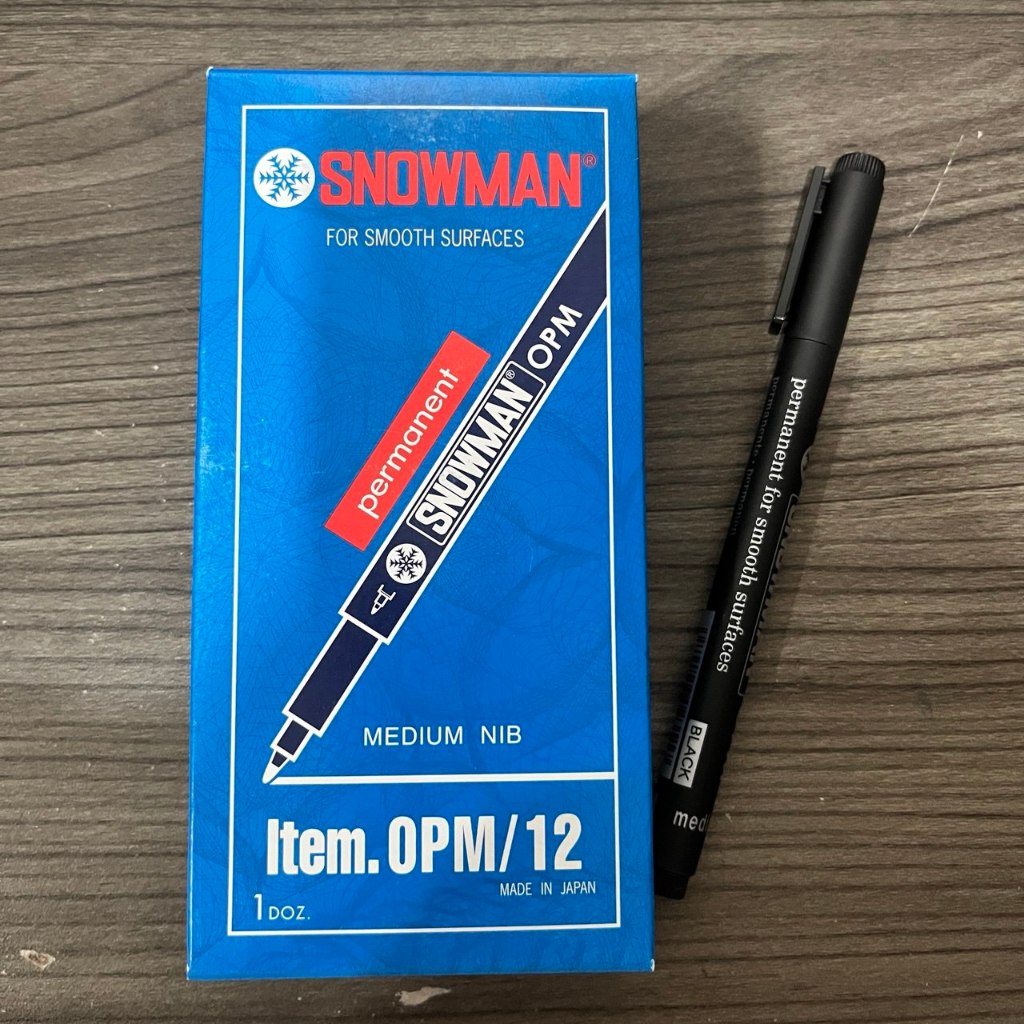 SNOWMAN®
FOR SMOOTH SURFACES
permanent
SNOWMAN® OPM
MEDIUM NIB
Item. OPM/12
MADE IN JAPAN
1 DOZ.
permanent for smooth surfaces
BLACK
med